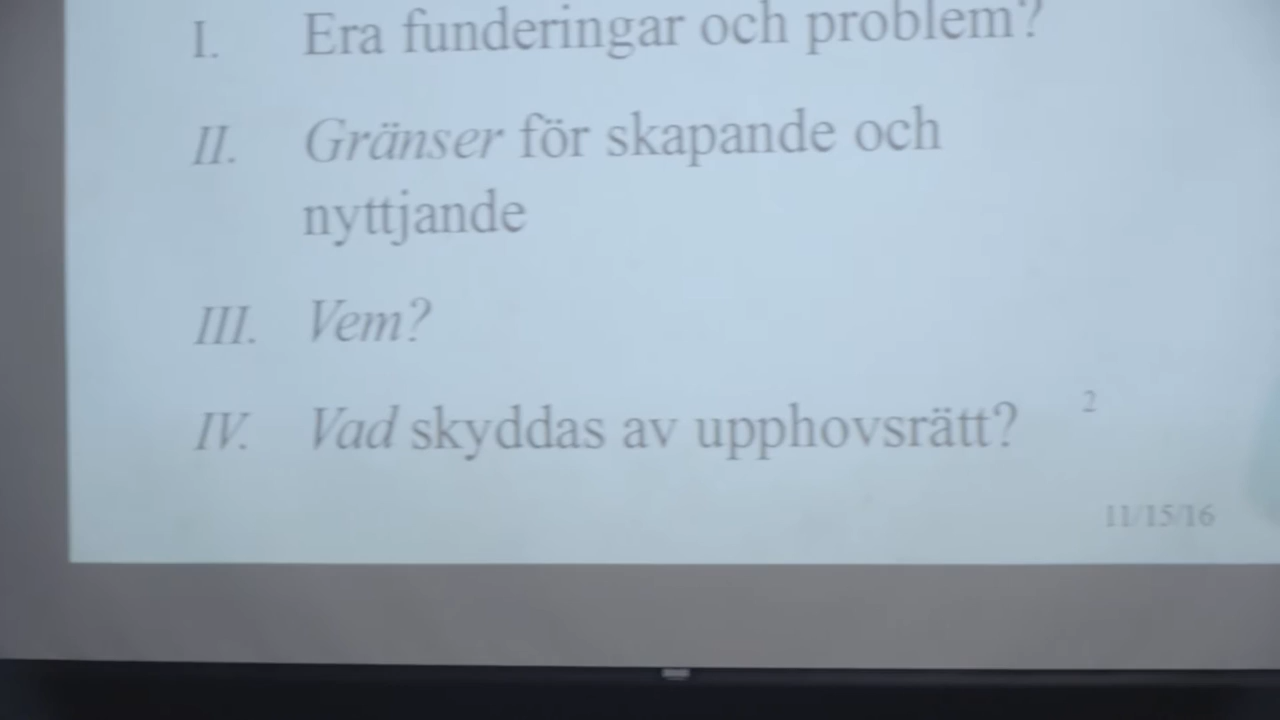 I. Era funderingar och problem?
II. Gränser för skapande och
nyttjande
III. Vem?
IV. Vad skyddas av upphovsrätt?
2
11/15/16